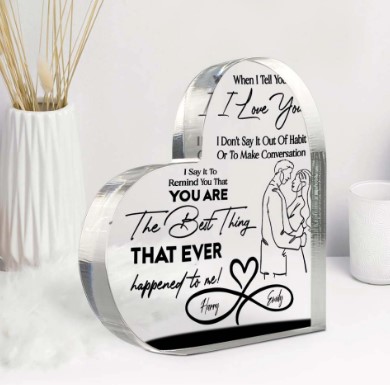 When I Tell You
I Love You
I Don't Say It Out Of Habit
Or To Make Conversation
I Say It To
Remind You That
YOU ARE
The Best Thing
THAT EVER
happened to me!
Harry Emily